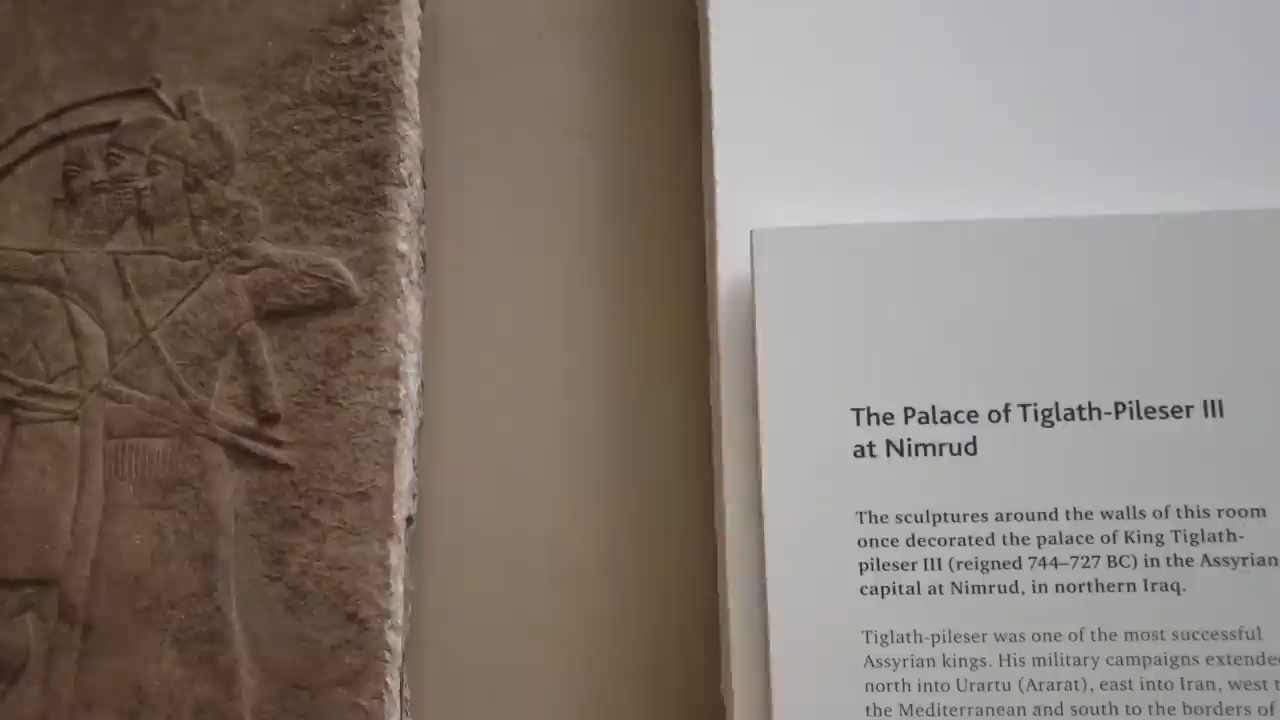 The Palace of Tiglath-Pileser III
at Nimrud
The sculptures around the walls of this room
once decorated the palace of King Tiglath-
pileser III (reigned 744–727 BC) in the Assyrian
capital at Nimrud, in northern Iraq.
Tiglath-pileser was one of the most successful
Assyrian kings. His military campaigns extende
north into Urartu (Ararat), east into Iran, west t
the Mediterranean and south to the borders of